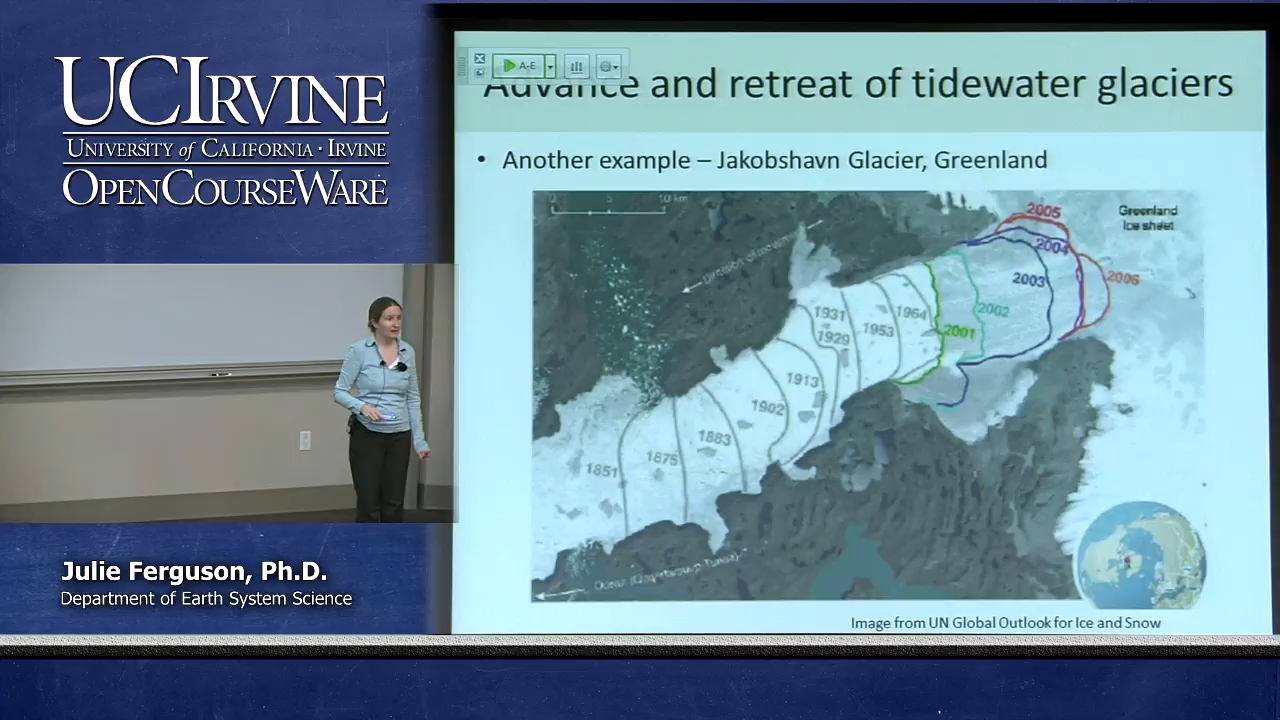 UCIRVINE
UNIVERSITY of CALIFORNIA · IRVINE
OPENCOURSEWARE
Julie Ferguson, Ph.D.
Department of Earth System Science
A-E
Advance and retreat of tidewater glaciers
• Another example – Jakobshavn Glacier, Greenland
5
10 km
Greenland
Ice sheet
2005
2004
2003
2006
2002
2001
1964
1953
1931
1929
1913
1902
1883
1875
1851
Ocean
Image from UN Global Outlook for Ice and Snow